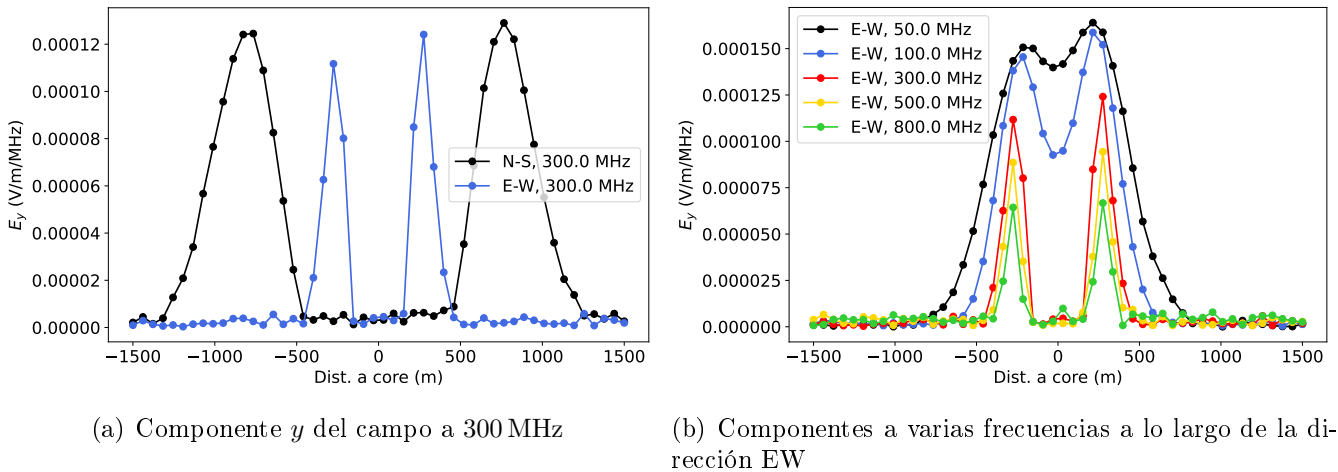 0.00012
0.00010
0.00008
0.00006
0.00004
0.00002
0.00000
E_y (V/m/MHz)
N-S, 300.0 MHz
E-W, 300.0 MHz
−1500 −1000 −500 0 500 1000 1500
Dist. a core (m)
(a) Componente y del campo a 300 MHz
0.000150
0.000125
0.000100
0.000075
0.000050
0.000025
0.000000
E_y (V/m/MHz)
E-W, 50.0 MHz
E-W, 100.0 MHz
E-W, 300.0 MHz
E-W, 500.0 MHz
E-W, 800.0 MHz
−1500 −1000 −500 0 500 1000 1500
Dist. a core (m)
(b) Componentes a varias frecuencias a lo largo de la di-
rección EW